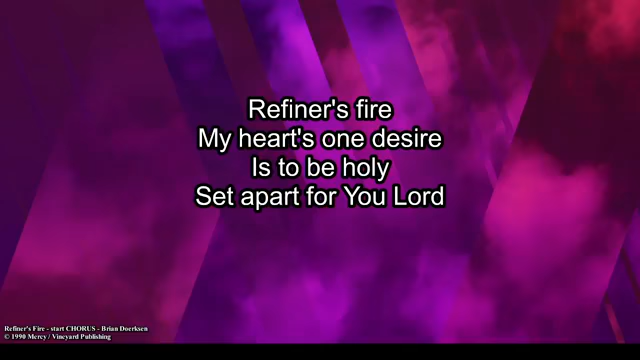 Refiner's fire
My heart's one desire
Is to be holy
Set apart for You Lord
Refiner's Fire - start CHORUS - Brian Doerksen
© 1990 Mercy / Vineyard Publishing